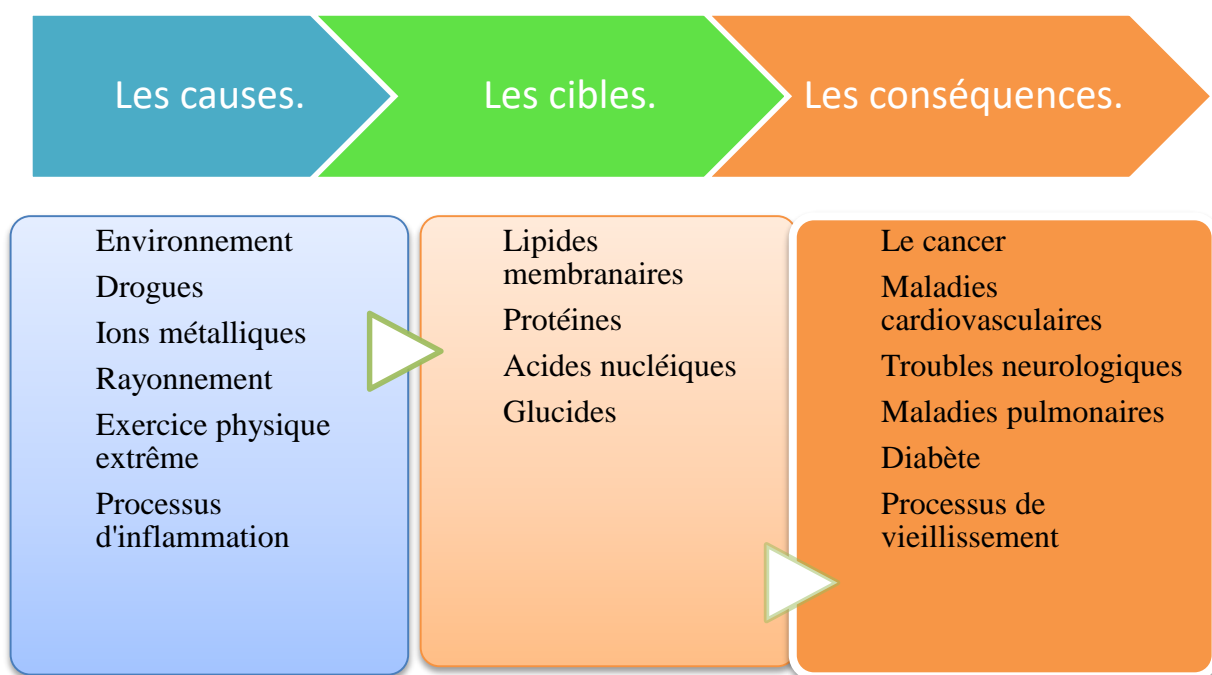 Les causes.
Les cibles.
Les conséquences.
Environnement
Drogues
Ions métalliques
Rayonnement
Exercice physique
extrême
Processus
d'inflammation
Lipides
membranaires
Protéines
Acides nucléiques
Glucides
Le cancer
Maladies
cardiovasculaires
Troubles neurologiques
Maladies pulmonaires
Diabète
Processus de
vieillissement